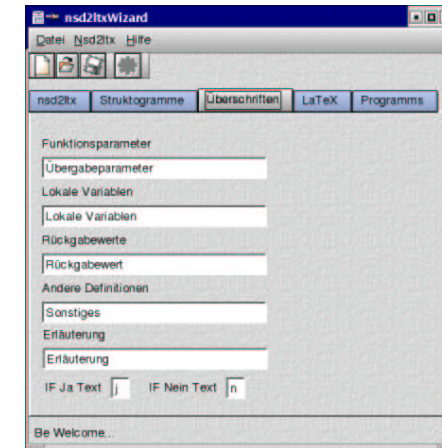 nsd2ltxWizard
Datei Nsd2ltx Hilfe
nsd2ltx Struktogramme Überschriften LaTeX Programms
Funktionsparameter
Übergabeparameter
Lokale Variablen
Lokale Variablen
Rückgabewerte
Rückgabewert
Andere Definitionen
Sonstiges
Erläuterung
Erläuterung
IF Ja Text j IF Nein Text n
Be Welcome...